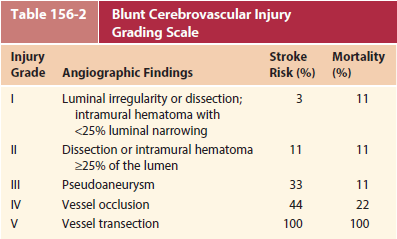 Table 156-2 Blunt Cerebrovascular Injury
Grading Scale
Injury Stroke Mortality
Grade Angiographic Findings Risk (%) (%)
I Luminal irregularity or dissection; 3 11
intramural hematoma with
<25% luminal narrowing
II Dissection or intramural hematoma 11 11
≥25% of the lumen
III Pseudoaneurysm 33 11
IV Vessel occlusion 44 22
V Vessel transection 100 100